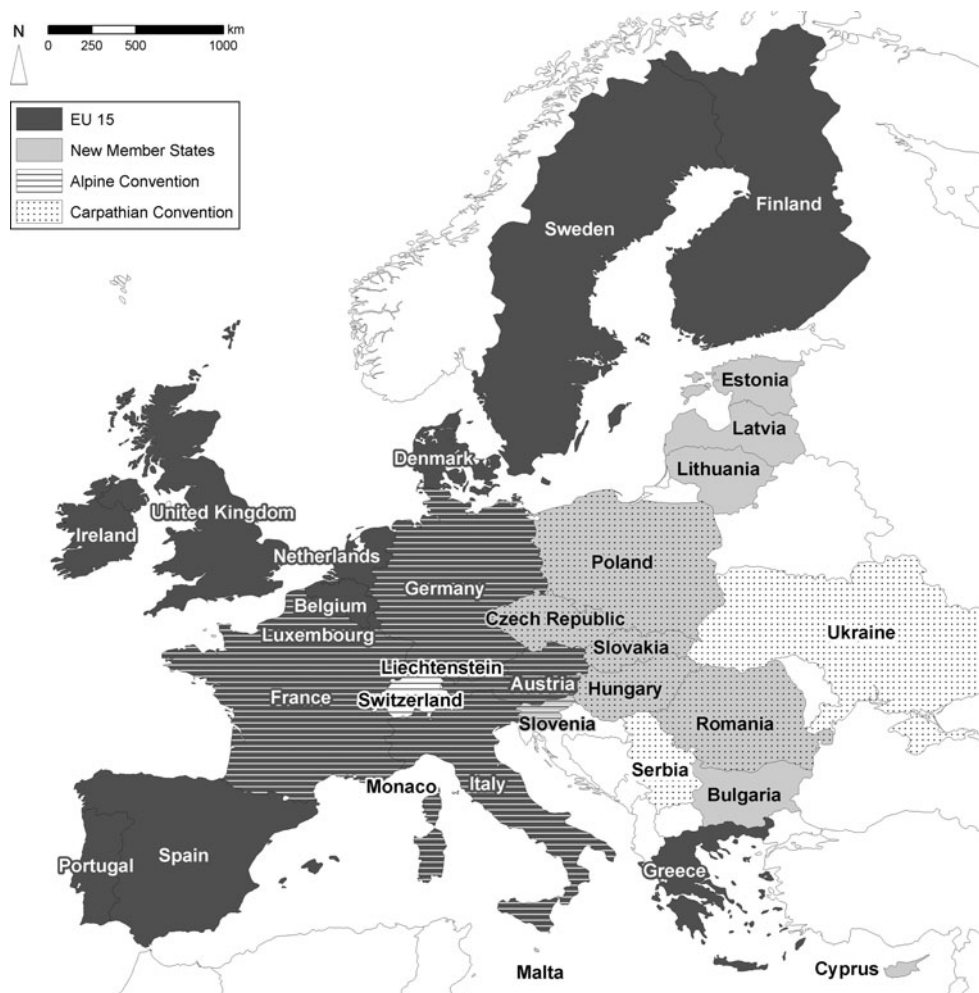 N
km
0 250 500 1000
EU 15
New Member States
Alpine Convention
Carpathian Convention
Finland
Sweden
Estonia
Latvia
Lithuania
Denmark
United Kingdom
Ireland
Netherlands
Poland
Germany
Belgium
Czech Republic
Ukraine
Luxembourg
Slovakia
Liechtenstein
Austria
Hungary
France
Switzerland
Slovenia
Romania
Serbia
Monaco
Italy
Bulgaria
Portugal
Spain
Greece
Malta
Cyprus